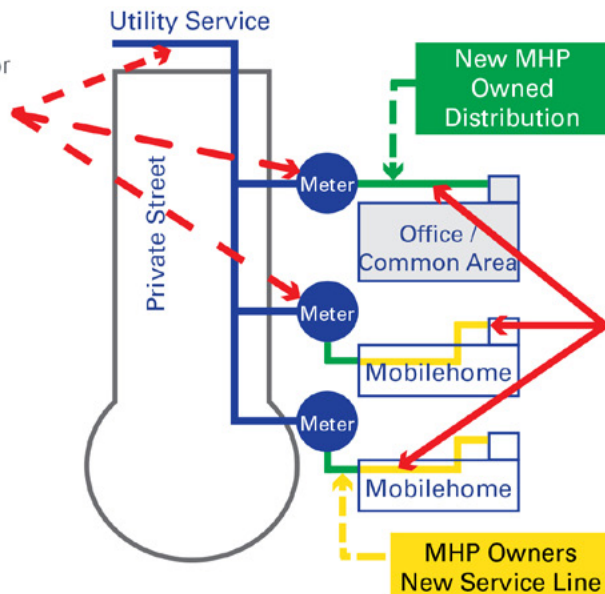 Utility Service
or
New MHP
Owned
Distribution
Private Street
Meter
Office /
Common Area
Meter
Mobilehome
Meter
Mobilehome
MHP Owners
New Service Line